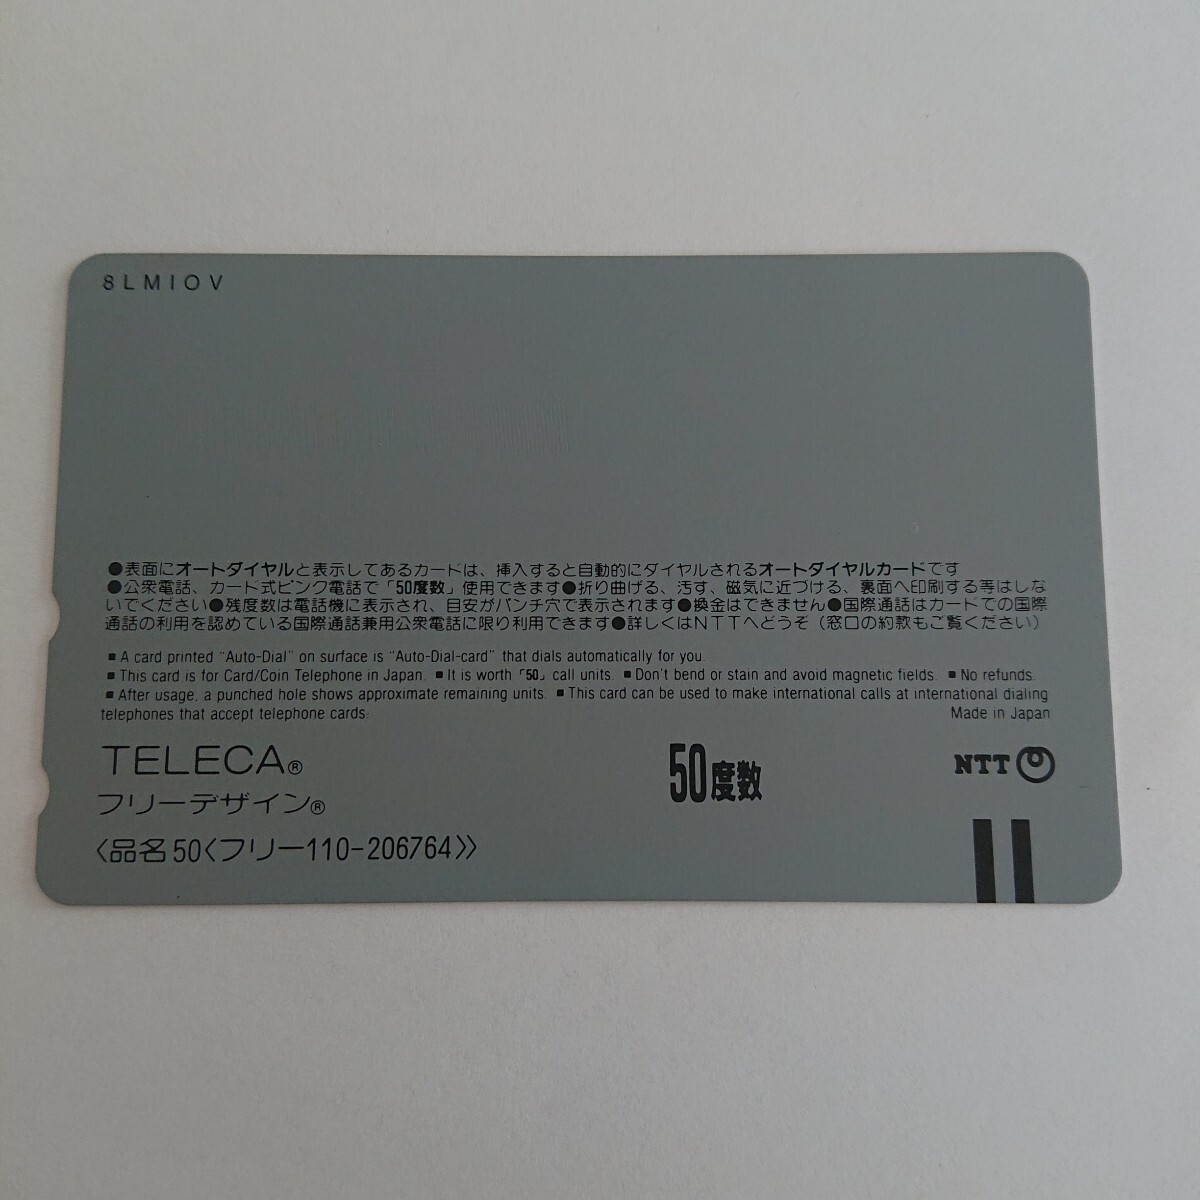 8LMIOV
●表面にオートダイヤルと表示してあるカードは、挿入すると自動的にダイヤルされるオートダイヤルカードです
●公衆電話、カード式ピンク電話で「50度数」使用できます●折り曲げる、汚す、磁気に近づける、裏面へ印刷する等はしな
いでください●残度数は電話機に表示され、目安がパンチ穴で表示されます●換金はできません●国際通話はカードでの国際
通話の利用を認めている国際通話兼用公衆電話に限り利用できます●詳しくはNTTへどうぞ（窓口の約款もご覧ください）
■ A card printed "Auto-Dial" on surface is "Auto-Dial-card" that dials automatically for you.
■ This card is for Card/Coin Telephone in Japan. ■ It is worth「50」call units. ■ Don't bend or stain and avoid magnetic fields. ■ No refunds.
■ After usage, a punched hole shows approximate remaining units. ■ This card can be used to make international calls at international dialing
telephones that accept telephone cards.
Made in Japan
TELECA®
フリーデザイン®
50度数
NTT
〈品名50〈フリー110-206764〉〉